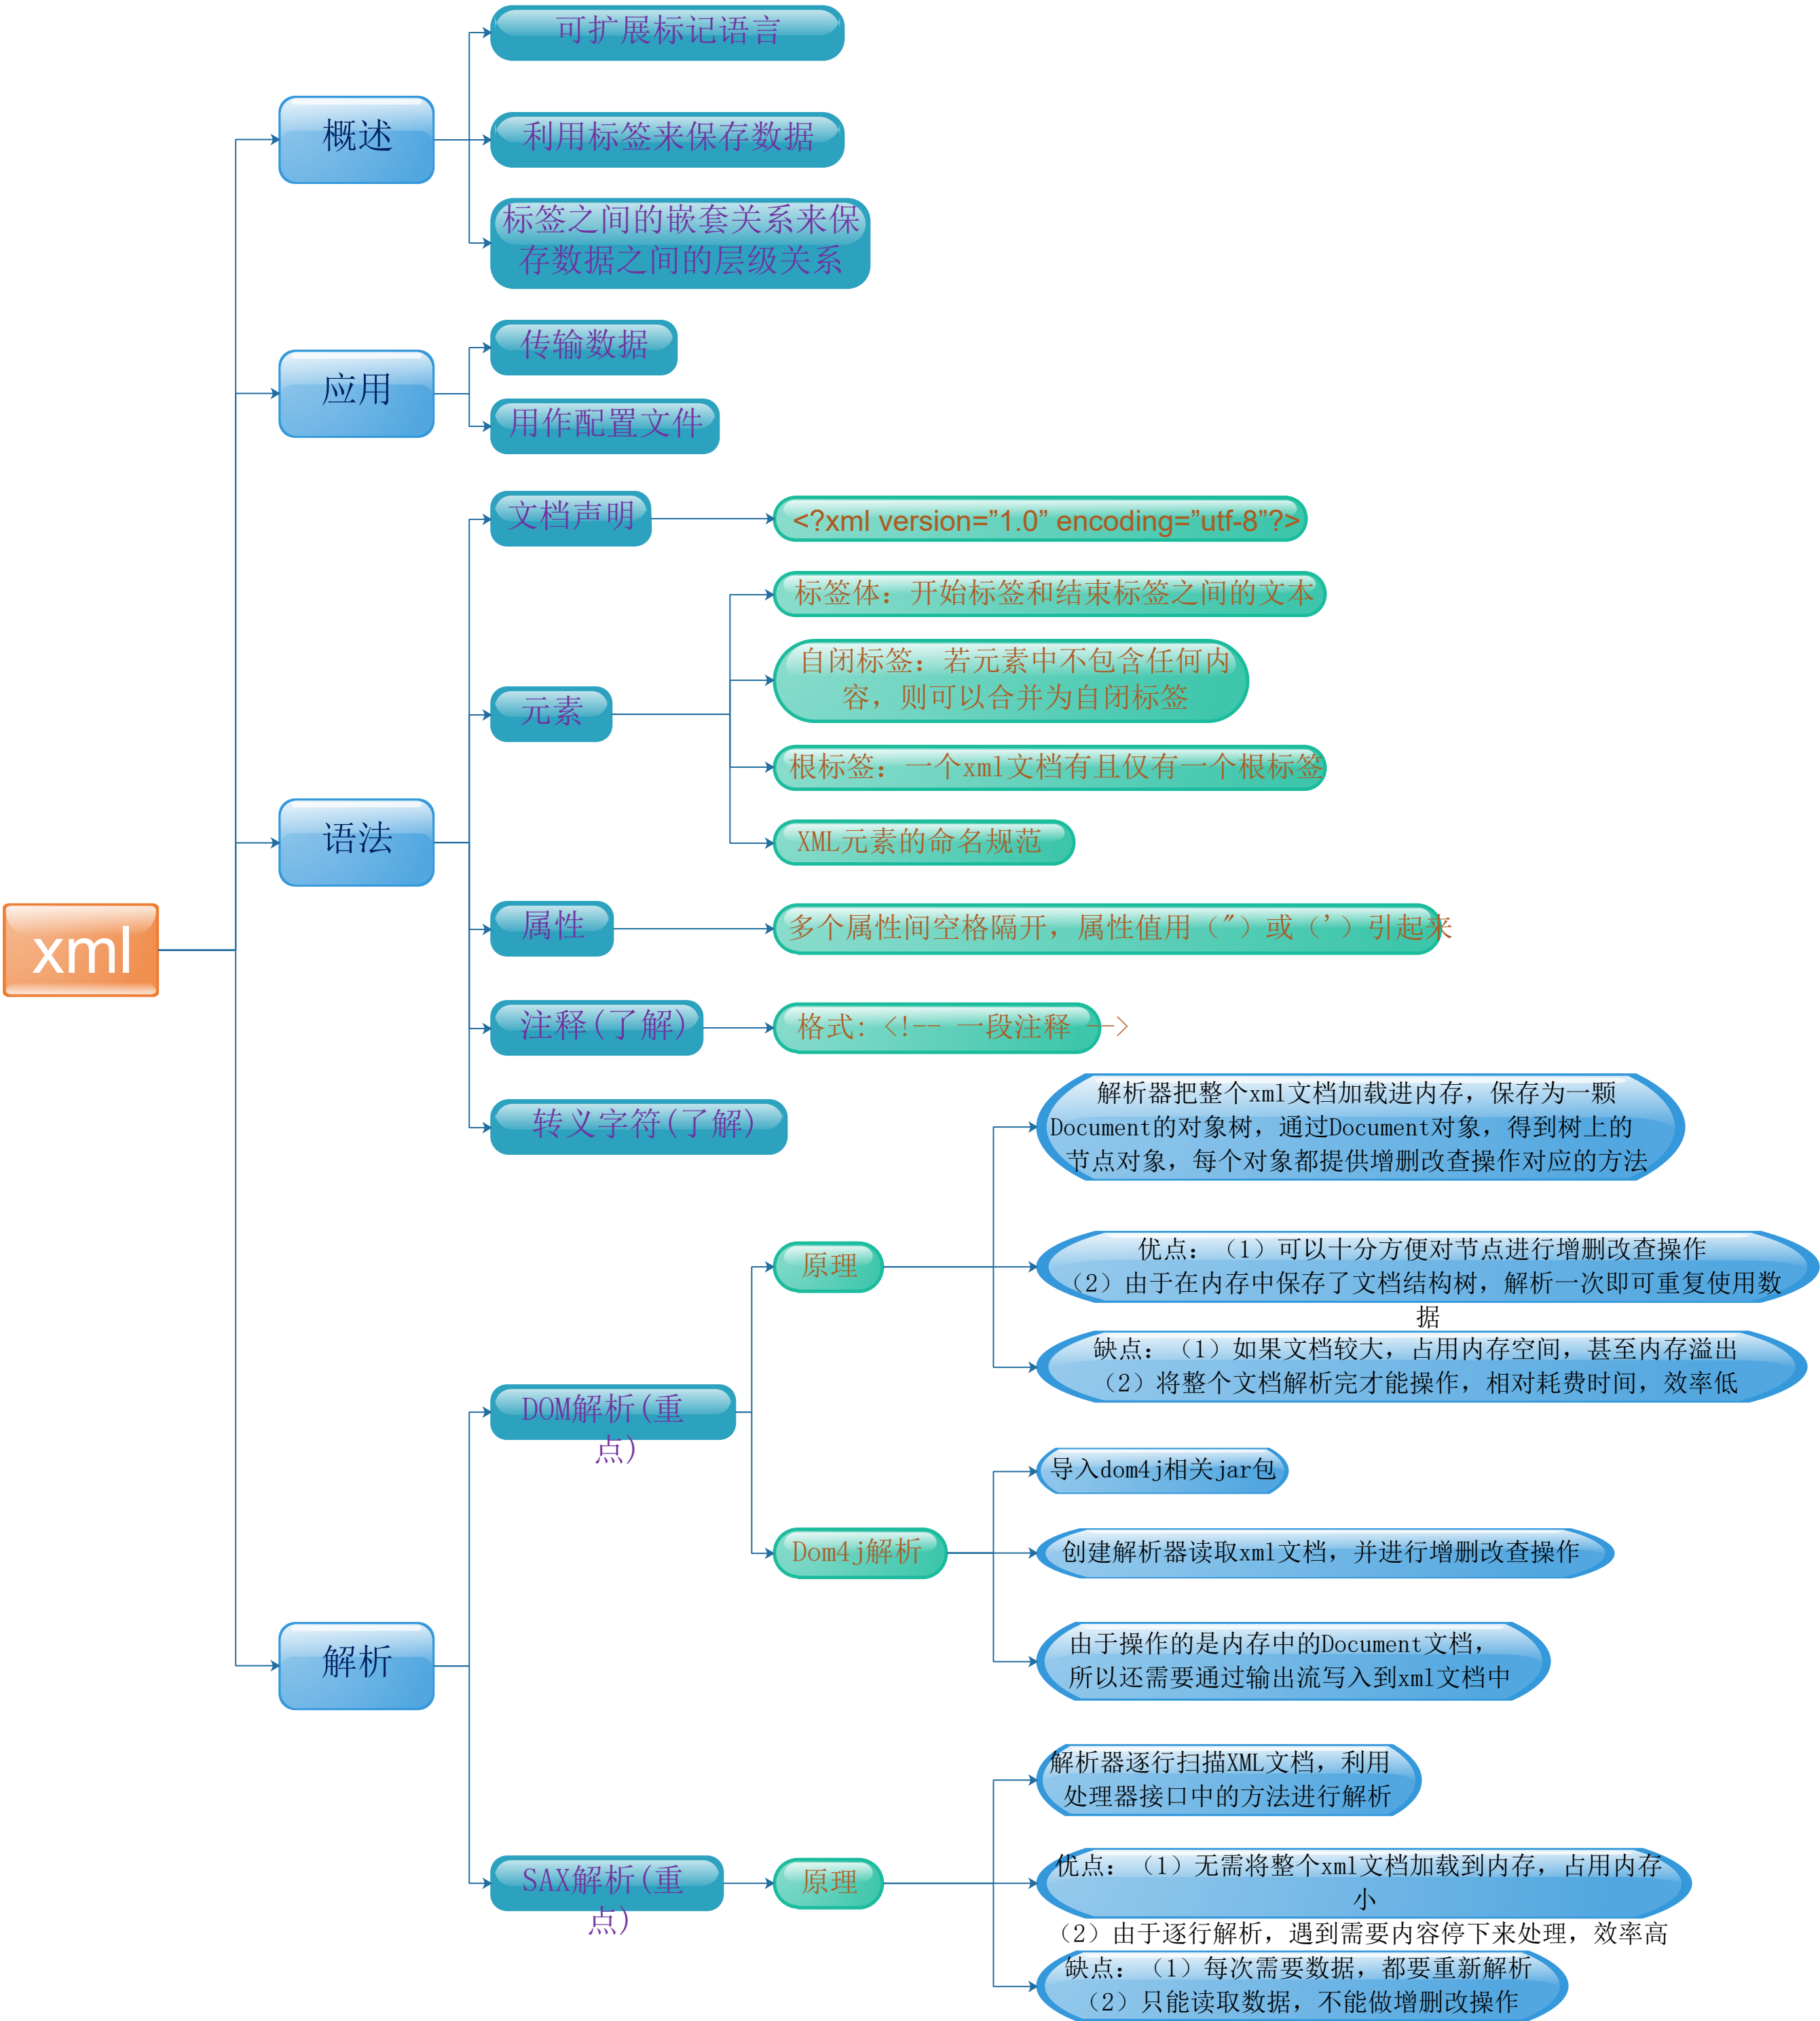 xml
概述
可扩展标记语言
利用标签来保存数据
标签之间的嵌套关系来保
存数据之间的层级关系
应用
传输数据
用作配置文件
语法
文档声明
<?xml version=”1.0” encoding=”utf-8”?>
元素
标签体：开始标签和结束标签之间的文本
自闭标签：若元素中不包含任何内
容，则可以合并为自闭标签
根标签：一个xml文档有且仅有一个根标签
XML元素的命名规范
属性
多个属性间空格隔开，属性值用（"）或（'）引起来
注释(了解)
格式: <!-- 一段注释 -->
转义字符(了解)
解析
DOM解析(重
点)
原理
解析器把整个xml文档加载进内存，保存为一颗
Document的对象树，通过Document对象，得到树上的
节点对象，每个对象都提供增删改查操作对应的方法
优点：（1）可以十分方便对节点进行增删改查操作
（2）由于在内存中保存了文档结构树，解析一次即可重复使用数
据
缺点：（1）如果文档较大，占用内存空间，甚至内存溢出
（2）将整个文档解析完才能操作，相对耗费时间，效率低
Dom4j解析
导入dom4j相关jar包
创建解析器读取xml文档，并进行增删改查操作
由于操作的是内存中的Document文档，
所以还需要通过输出流写入到xml文档中
SAX解析(重
点)
原理
解析器逐行扫描XML文档，利用
处理器接口中的方法进行解析
优点：（1）无需将整个xml文档加载到内存，占用内存
小
（2）由于逐行解析，遇到需要内容停下来处理，效率高
缺点：（1）每次需要数据，都要重新解析
（2）只能读取数据，不能做增删改操作